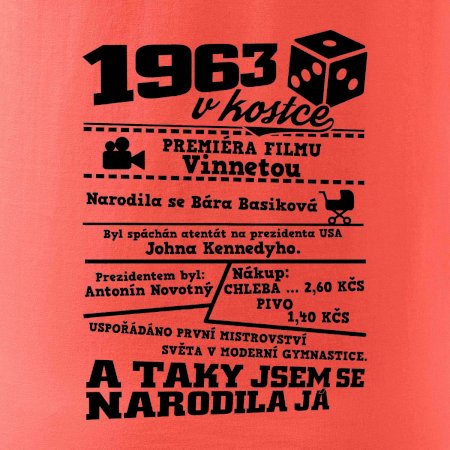 1963
v kostce
PREMIÉRA FILMU
Vinnetou
Narodila se Bára Basiková
Byl spáchán atentát na prezidenta USA
Johna Kennedyho.
Prezidentem byl:
Antonín Novotný
Nákup:
CHLEBA ... 2,60 KČS
PIVO
1,40 KČS
USPOŘÁDÁNO PRVNÍ MISTROVSTVÍ
SVĚTA V MODERNÍ GYMNASTICE.
A TAKY JSEM SE
NARODILA JÁ